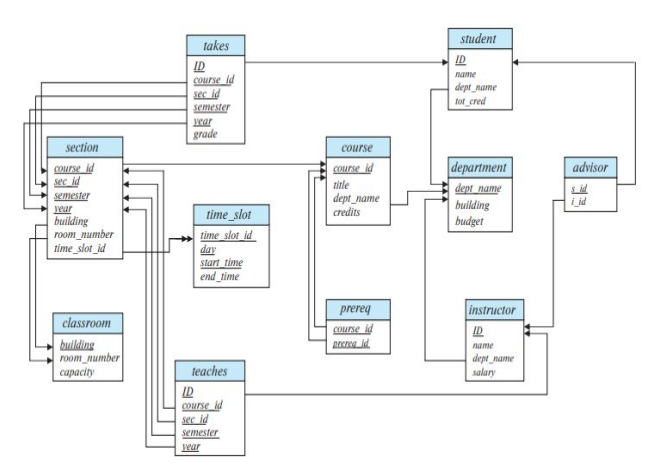 takes
ID
course_id
sec_id
semester
year
grade
student
ID
name
dept_name
tot_cred
section
course_id
sec_id
semester
year
building
room_number
time_slot_id
course
course_id
title
dept_name
credits
department
dept_name
building
budget
advisor
s_id
i_id
time_slot
time_slot_id
day
start_time
end_time
classroom
building
room_number
capacity
prereq
course_id
prereq_id
instructor
ID
name
dept_name
salary
teaches
ID
course_id
sec_id
semester
year